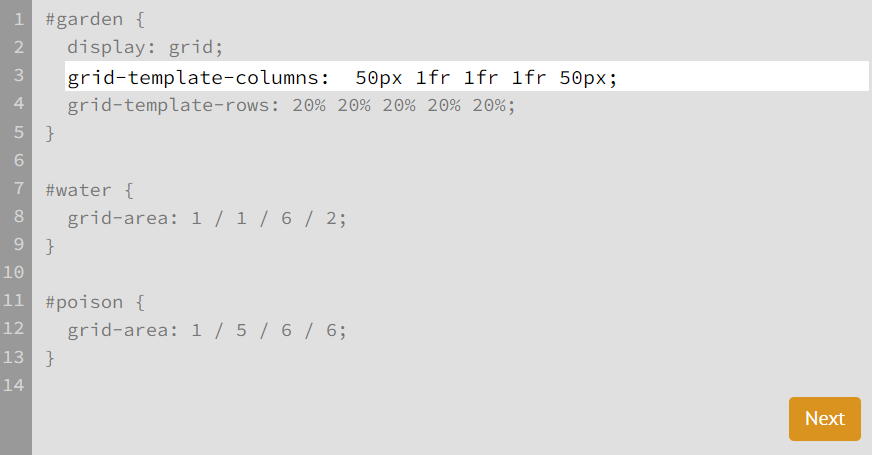 1 #garden {
2   display: grid;
3   grid-template-columns:  50px 1fr 1fr 1fr 50px;
4   grid-template-rows: 20% 20% 20% 20% 20%;
5 }
6
7 #water {
8   grid-area: 1 / 1 / 6 / 2;
9 }
10
11 #poison {
12   grid-area: 1 / 5 / 6 / 6;
13 }
14
Next